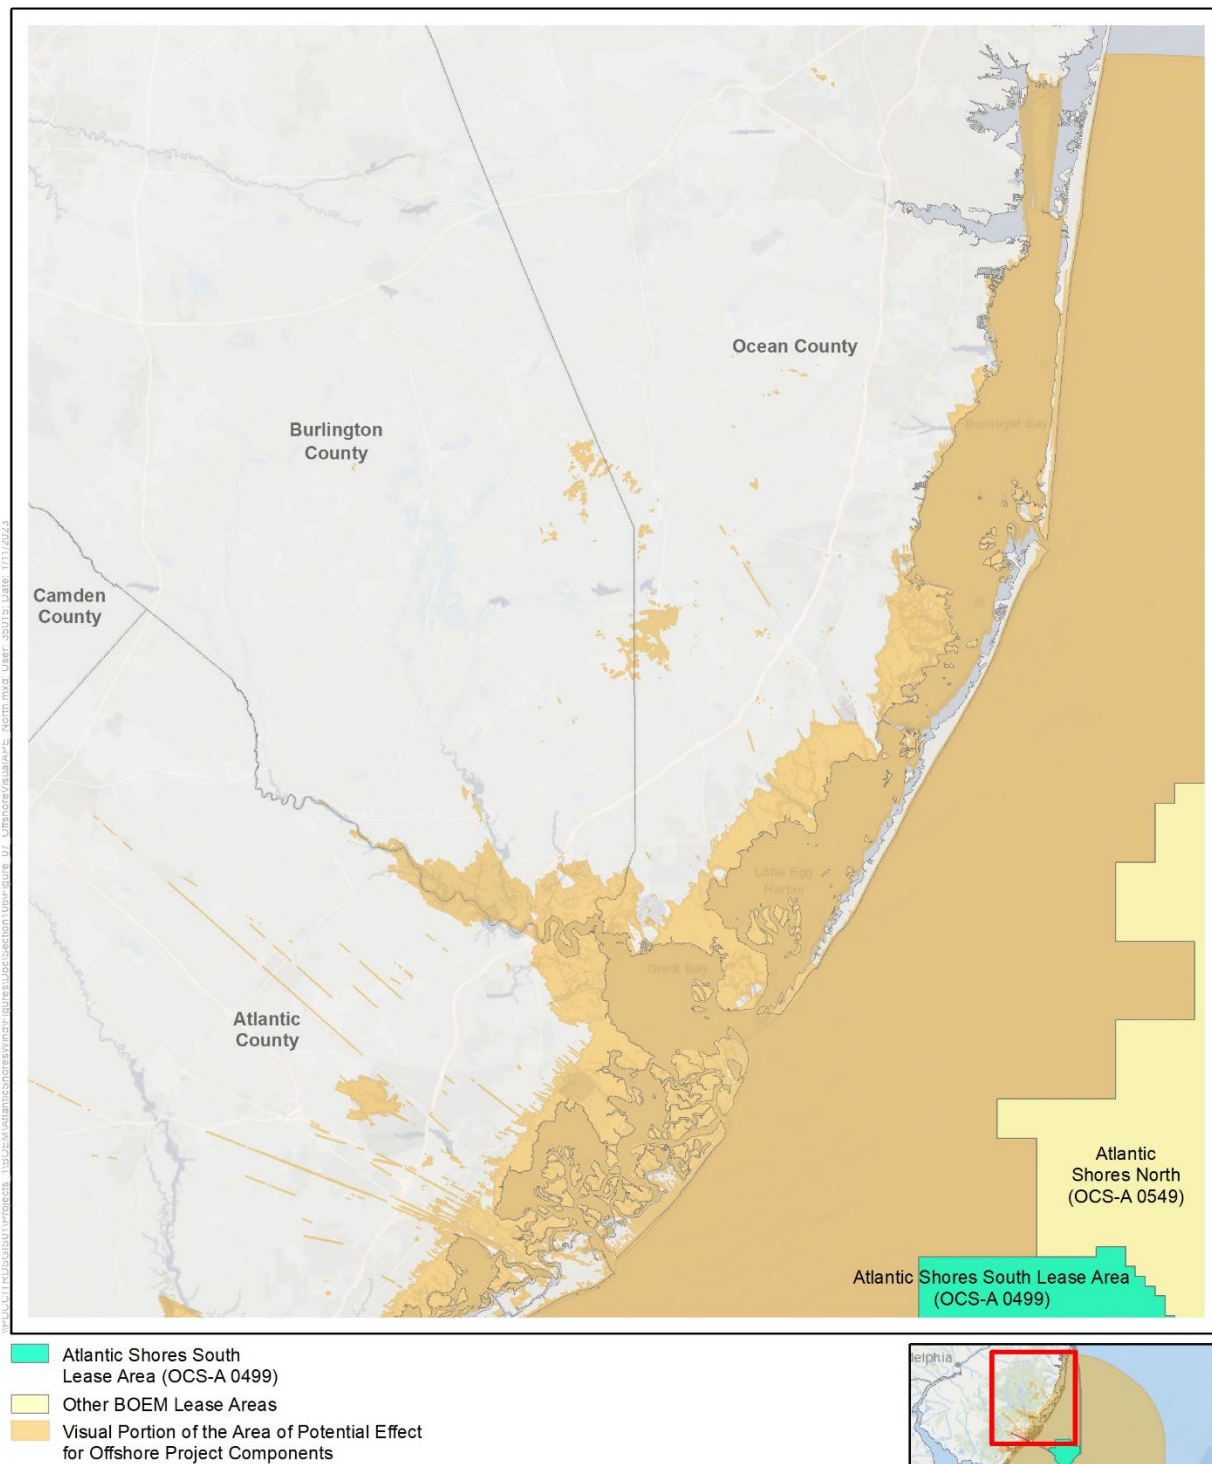 Ocean County
Burlington
County
Barnegat Bay
Camden
County
Little Egg
Harbor
Great Bay
Atlantic
County
Atlantic
Shores North
(OCS-A 0549)
Atlantic Shores South Lease Area
(OCS-A 0499)
Atlantic Shores South
Lease Area (OCS-A 0499)
Other BOEM Lease Areas
Visual Portion of the Area of Potential Effect
for Offshore Project Components
delphia